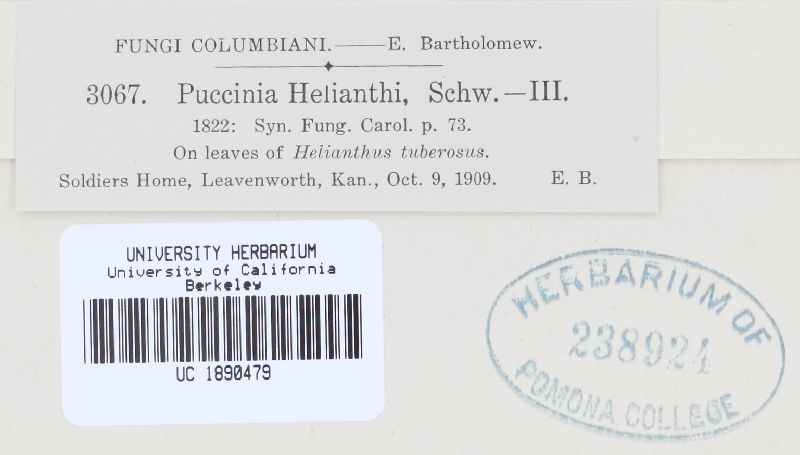 FUNGI COLUMBIANI.——E. Bartholomew.
3067. Puccinia Helianthi, Schw.—III.
1822: Syn. Fung. Carol. p. 73.
On leaves of Helianthus tuberosus.
Soldiers Home, Leavenworth, Kan., Oct. 9, 1909. E. B.
UNIVERSITY HERBARIUM
University of California
Berkeley
UC 1890479
HERBARIUM OF
238924
POMONA COLLEGE